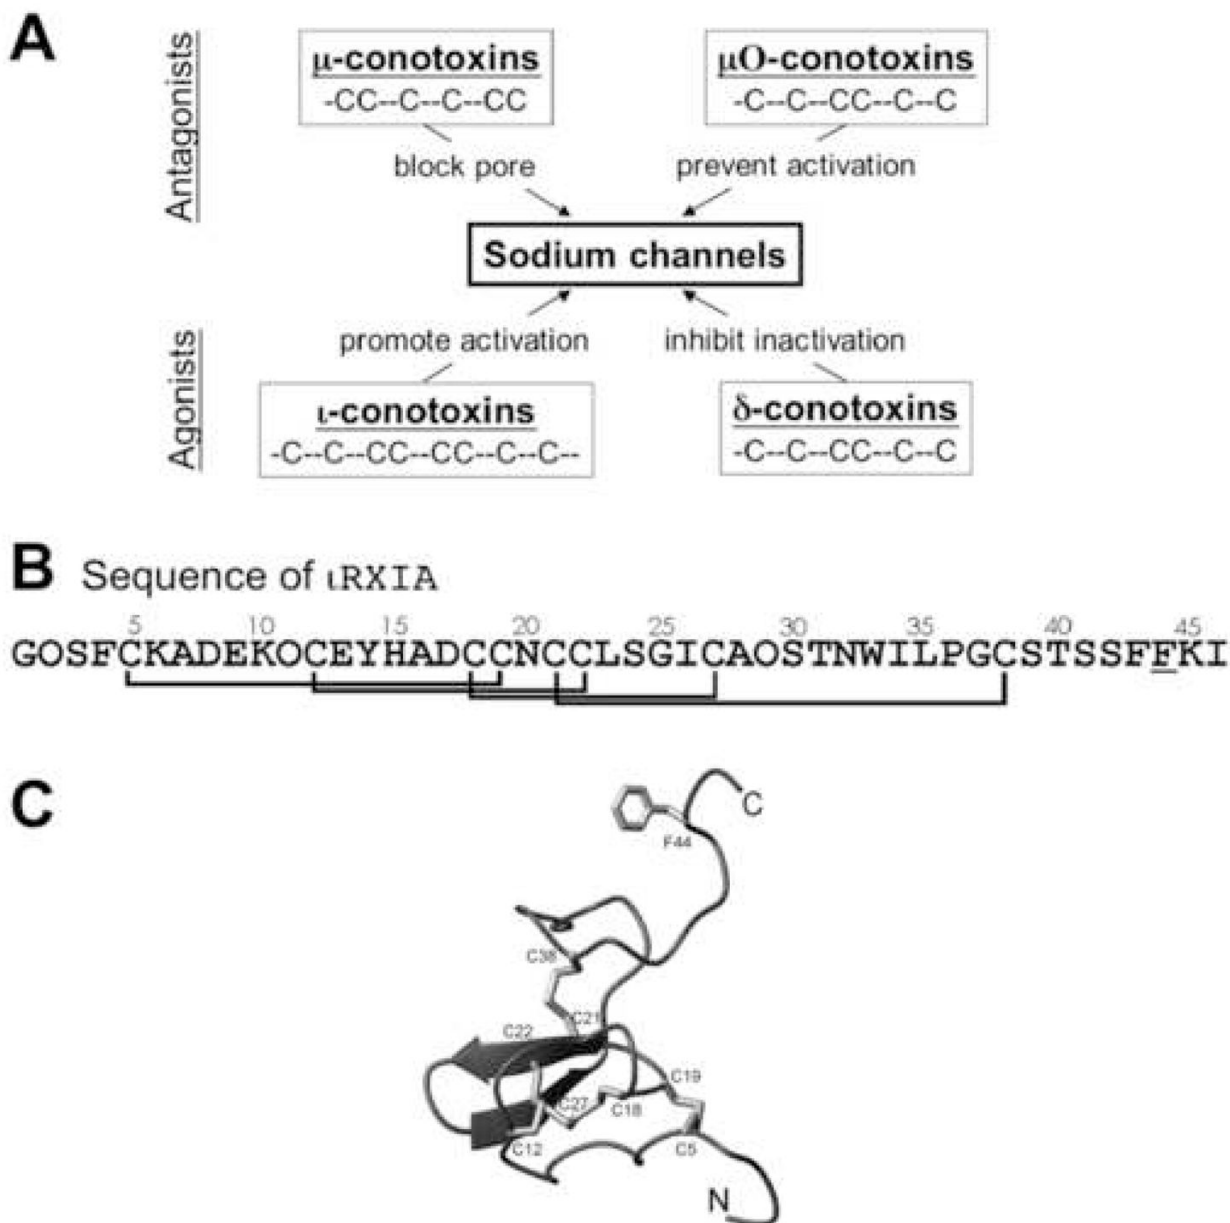 A
Antagonists
μ-conotoxins
-CC--C--C--CC
μO-conotoxins
-C--C--CC--C--C
block pore
prevent activation
Sodium channels
Agonists
promote activation
inhibit inactivation
ι-conotoxins
-C--C--CC--CC--C--C--
δ-conotoxins
-C--C--CC--C--C
B Sequence of ιRXIA
5 10 15 20 25 30 35 40 45
GOSFCKADEKOCEYHADCCNCCLSGICAOSTNWILPGCSTSSFFKI
C
C
F44
C38
C21
C22
C19
C27
C18
C12
C5
N